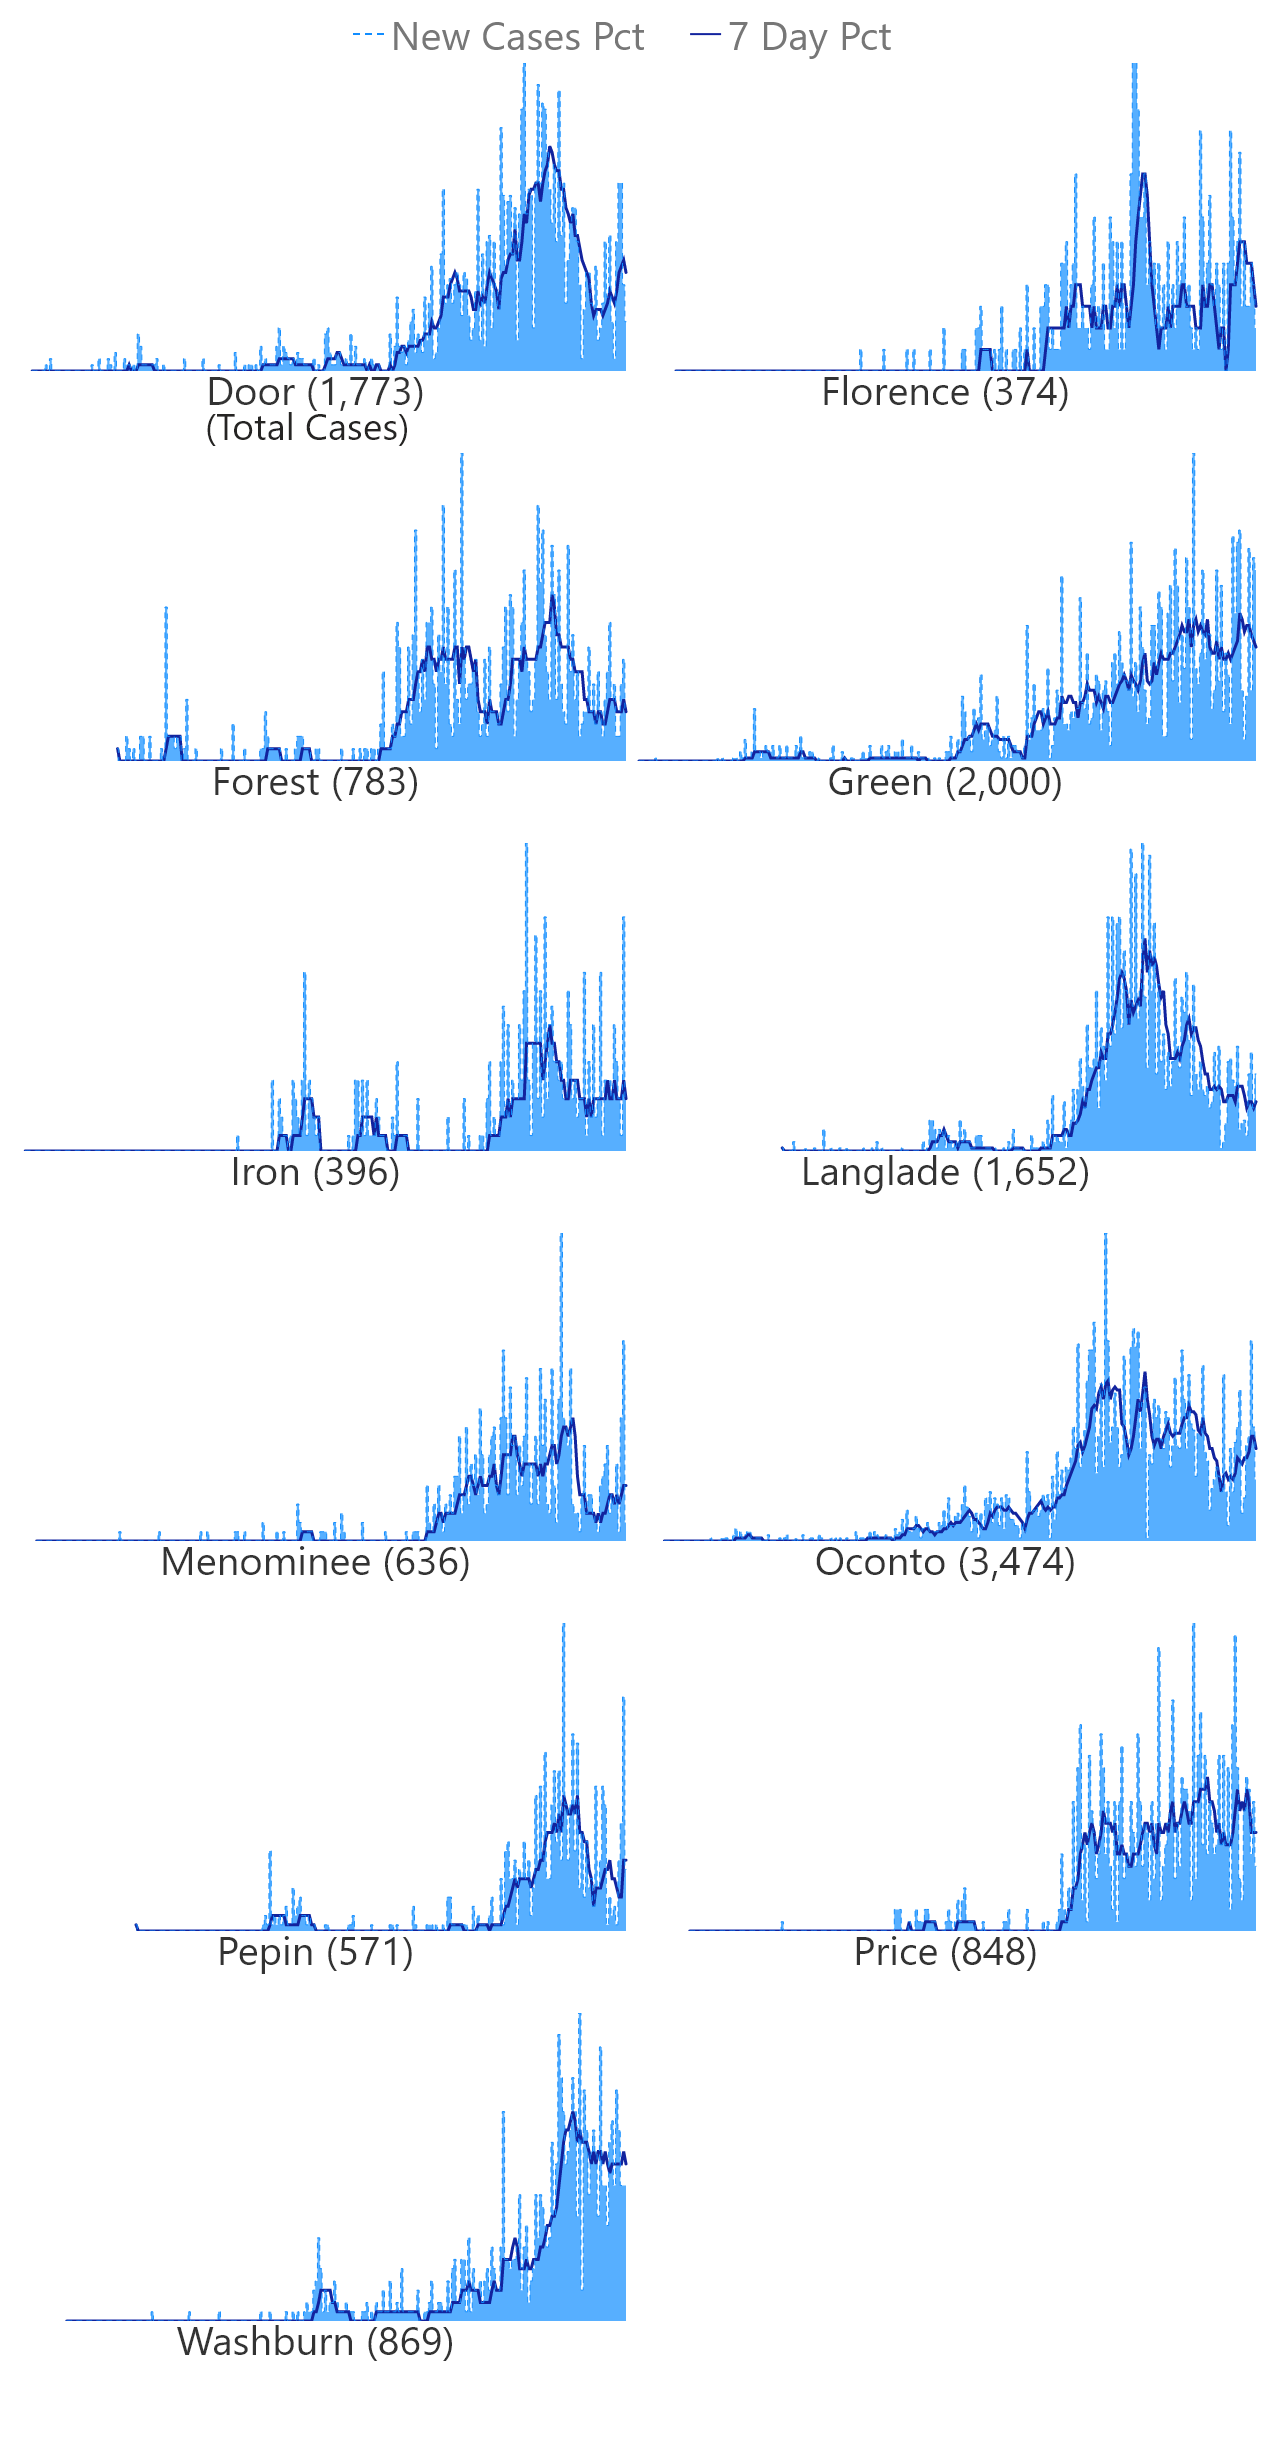 New Cases Pct 7 Day Pct
Door (1,773) Florence (374)
(Total Cases)
Forest (783) Green (2,000)
Iron (396) Langlade (1,652)
Menominee (636) Oconto (3,474)
Pepin (571) Price (848)
Washburn (869)